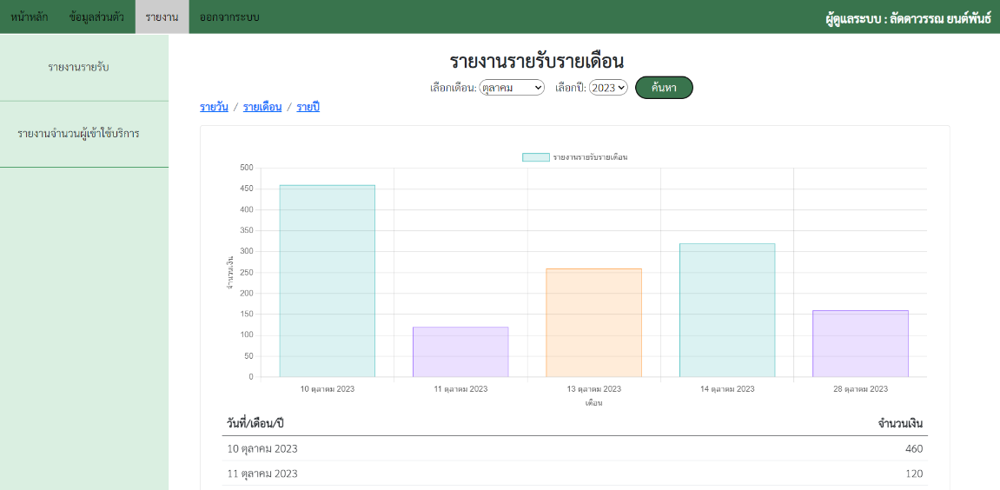 หน้าหลัก ข้อมูลส่วนตัว รายงาน ออกจากระบบ ผู้ดูแลระบบ : ลัดดาวรรณ ยนต์พันธ์
รายงานรายรับ
รายงานจำนวนผู้เข้าใช้บริการ
รายงานรายรับรายเดือน
เลือกเดือน: ตุลาคม เลือกปี: 2023 ค้นหา
รายวัน / รายเดือน / รายปี
รายงานรายรับรายเดือน
500
450
400
350
300
250
200
150
100
50
0
จำนวนเงิน
10 ตุลาคม 2023 11 ตุลาคม 2023 13 ตุลาคม 2023 14 ตุลาคม 2023 28 ตุลาคม 2023
เดือน
วันที่/เดือน/ปี จำนวนเงิน
10 ตุลาคม 2023 460
11 ตุลาคม 2023 120